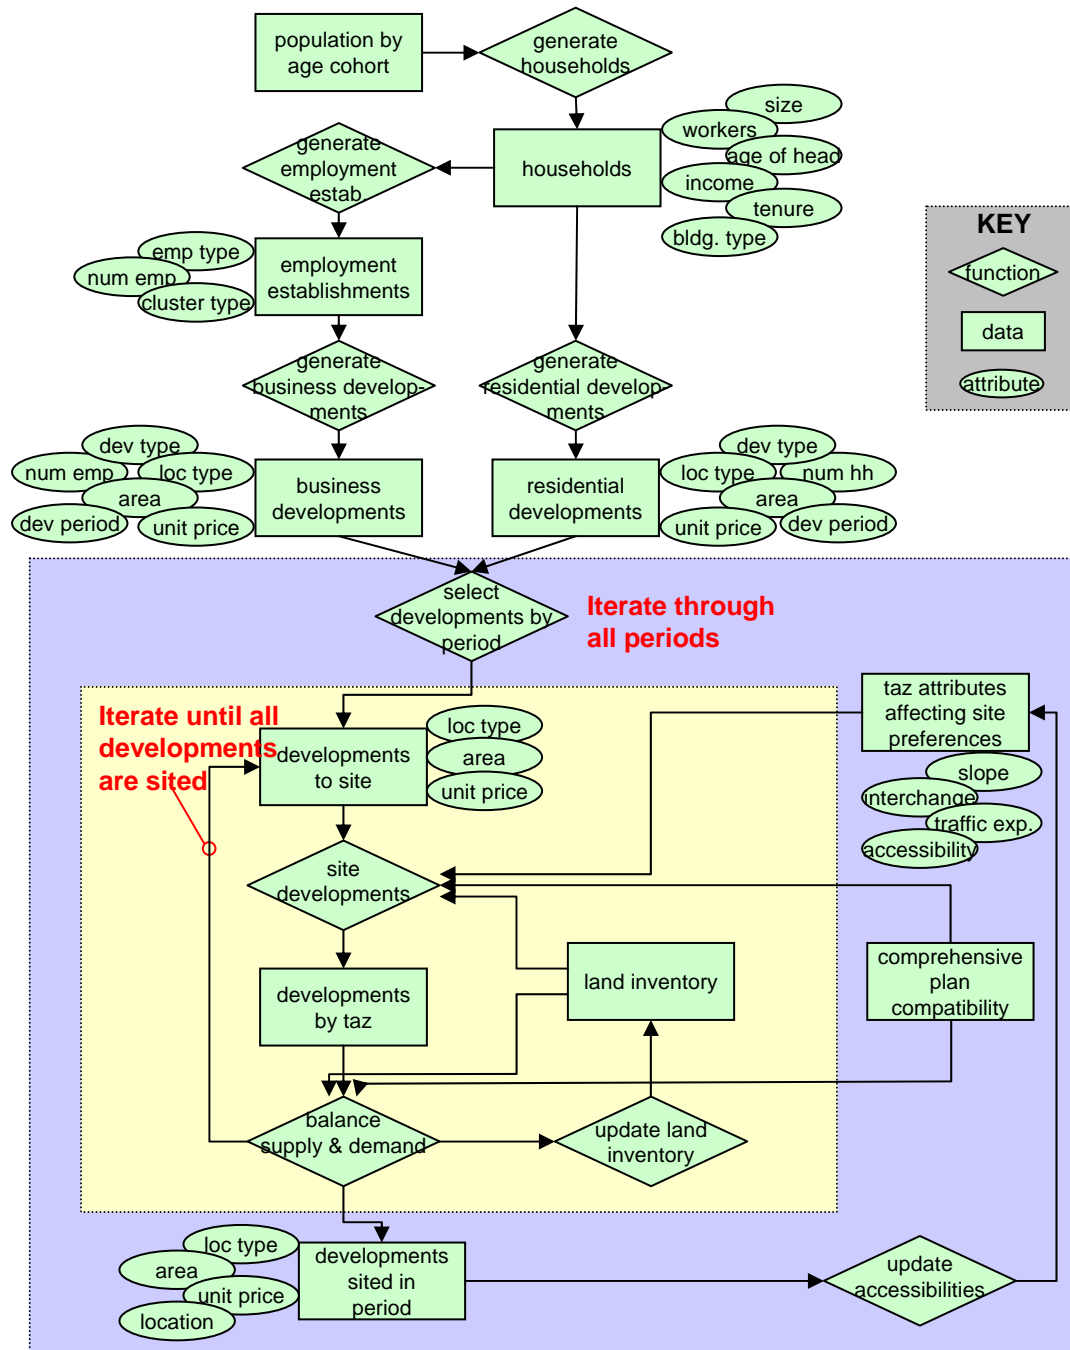 population by
age cohort
generate
households
size
workers
age of head
income
tenure
bldg. type
households
generate
employment
estab.
KEY
function
data
attribute
emp type
num emp
cluster type
employment
establishments
generate
business develop-
ments
generate
residential develop-
ments
dev type
num emp
loc type
area
dev period
unit price
business
developments
residential
developments
dev type
loc type
num hh
area
unit price
dev period
select
developments by
period
Iterate through
all periods
Iterate until all
developments
are sited
developments
to site
loc type
area
unit price
taz attributes
affecting site
preferences
slope
interchange
traffic exp.
accessibility
site
developments
developments
by taz
land inventory
comprehensive
plan
compatibility
balance
supply & demand
update land
inventory
loc type
area
unit price
location
developments
sited in
period
update
accessibilities